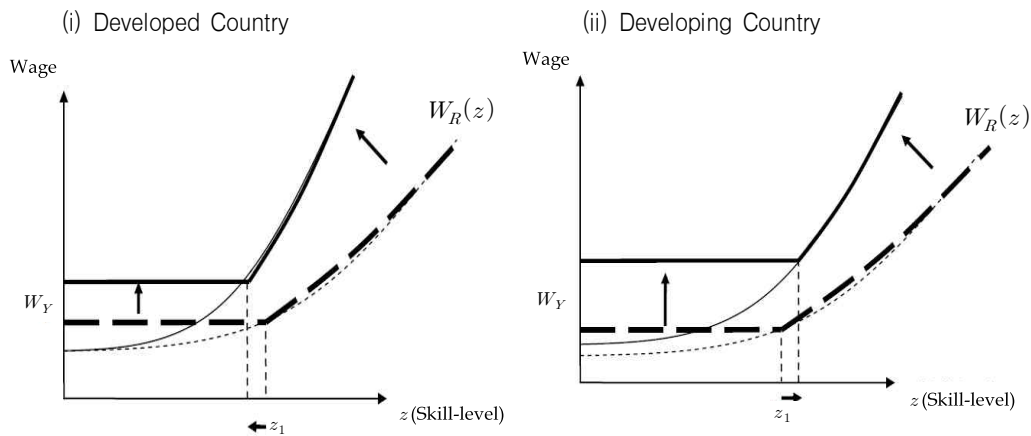 (i) Developed Country
Wage
W_R(z)
W_Y
z(Skill-level)
z_1
(ii) Developing Country
Wage
W_R(z)
W_Y
z(Skill-level)
z_1